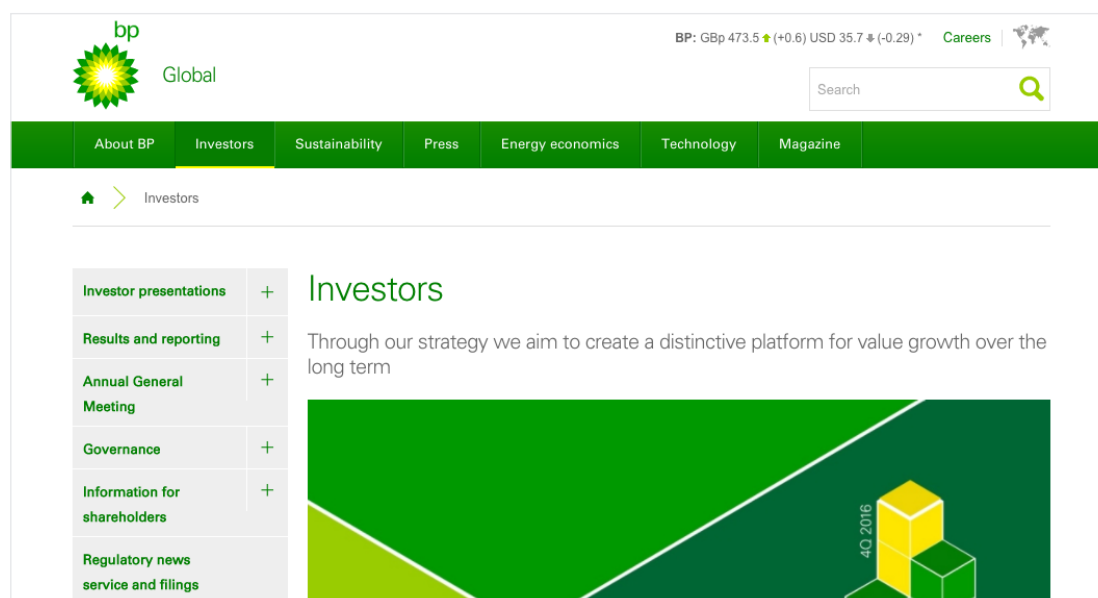 bp
Global
BP: GBp 473.5 (+0.6) USD 35.7 (-0.29) * Careers
Search
About BP Investors Sustainability Press Energy economics Technology Magazine
Investors
Investor presentations +
Results and reporting +
Annual General +
Meeting
Governance +
Information for +
shareholders
Regulatory news
service and filings
Investors
Through our strategy we aim to create a distinctive platform for value growth over the
long term
4Q 2016